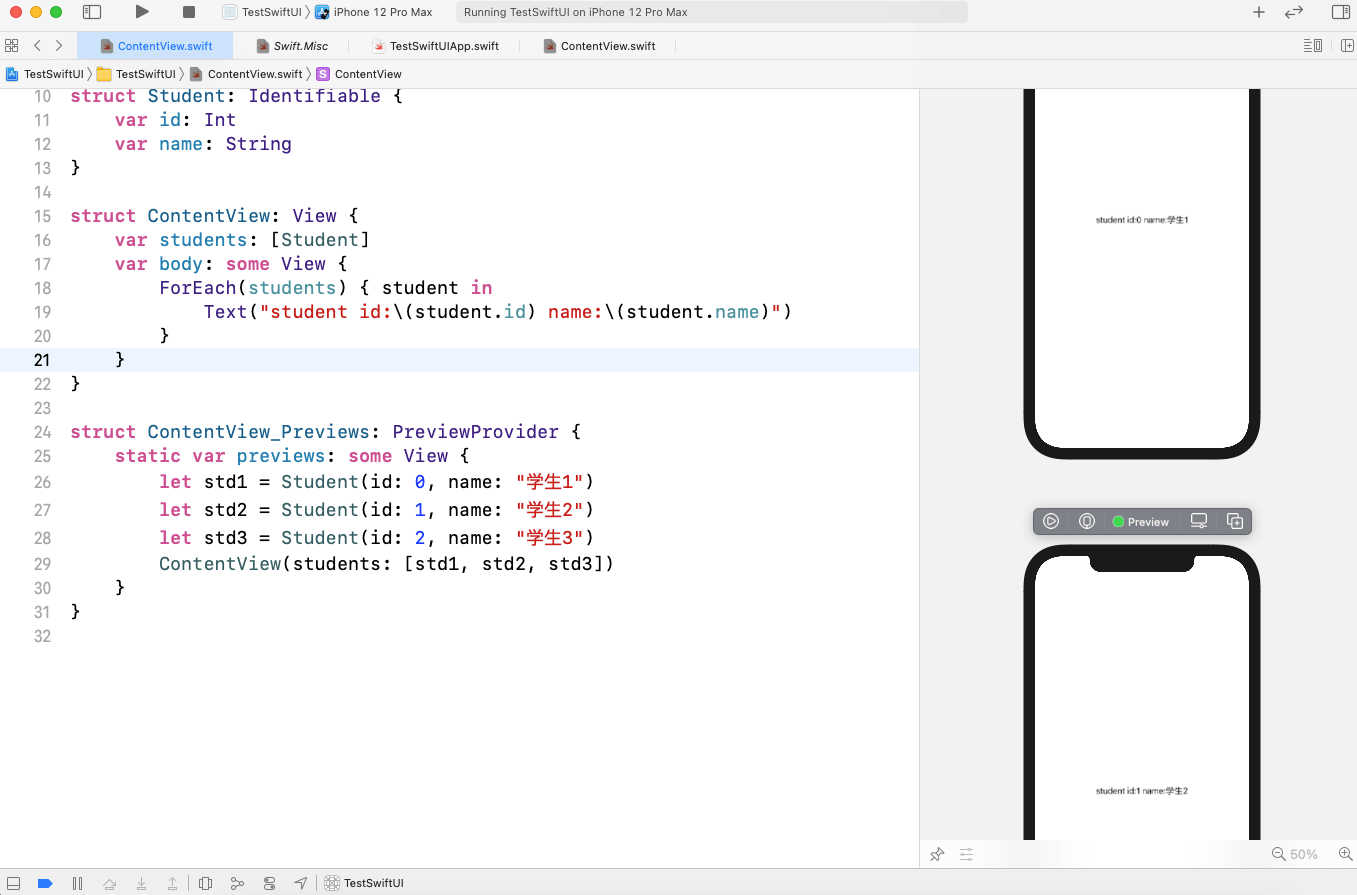 TestSwiftUI 〉 iPhone 12 Pro Max
Running TestSwiftUI on iPhone 12 Pro Max
ContentView.swift
Swift.Misc
TestSwiftUIApp.swift
ContentView.swift
TestSwiftUI 〉 TestSwiftUI 〉 ContentView.swift 〉 S ContentView
10 struct Student: Identifiable {
11     var id: Int
12     var name: String
13 }
14
15 struct ContentView: View {
16     var students: [Student]
17     var body: some View {
18         ForEach(students) { student in
19             Text("student id:\(student.id) name:\(student.name)")
20         }
21     }
22 }
23
24 struct ContentView_Previews: PreviewProvider {
25     static var previews: some View {
26         let std1 = Student(id: 0, name: "学生1")
27         let std2 = Student(id: 1, name: "学生2")
28         let std3 = Student(id: 2, name: "学生3")
29         ContentView(students: [std1, std2, std3])
30     }
31 }
32
student id:0 name:学生1
Preview
student id:1 name:学生2
50%
TestSwiftUI